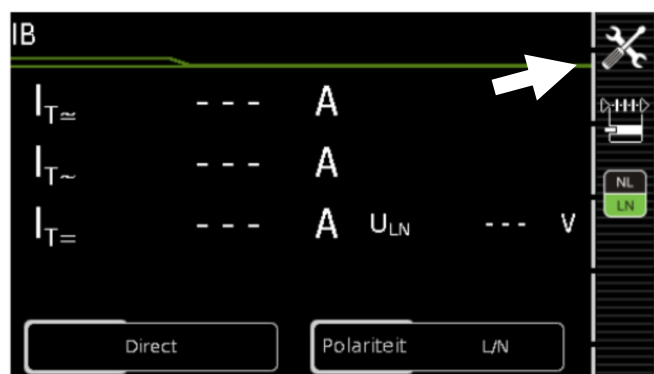 IB
IT≂ --- A
IT~ --- A
IT= --- A ULN --- V
NL
LN
Direct
Polariteit L/N